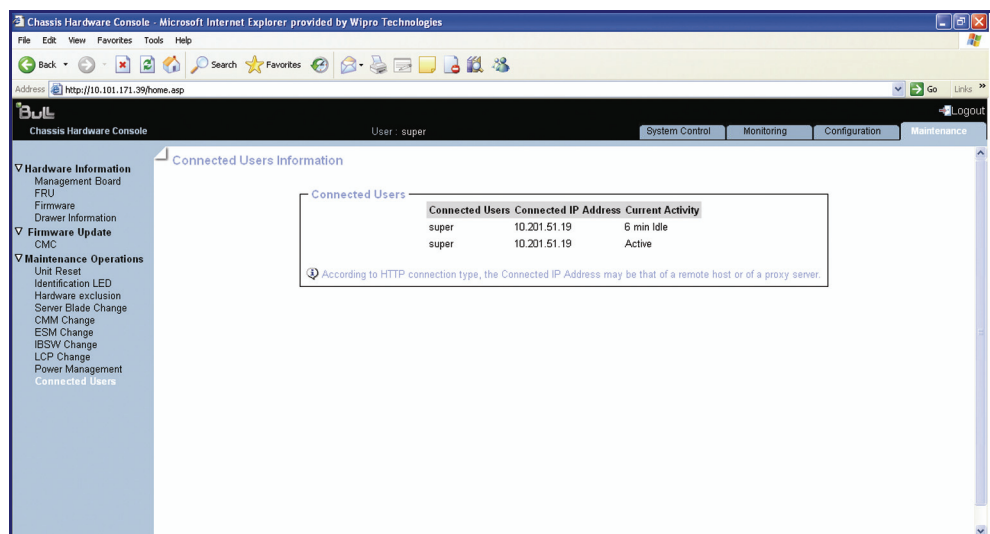 Chassis Hardware Console - Microsoft Internet Explorer provided by Wipro Technologies
File Edit View Favorites Tools Help
Back Search Favorites
Address http://10.101.171.39/home.asp Go Links »
Bull Logout
Chassis Hardware Console User : super System Control Monitoring Configuration Maintenance
Connected Users Information
Hardware Information
Management Board
FRU
Firmware
Drawer Information
Firmware Update
CMC
Maintenance Operations
Unit Reset
Identification LED
Hardware exclusion
Server Blade Change
CMM Change
ESM Change
IBSW Change
LCP Change
Power Management
Connected Users
Connected Users
Connected Users Connected IP Address Current Activity
super 10.201.51.19 6 min Idle
super 10.201.51.19 Active
According to HTTP connection type, the Connected IP Address may be that of a remote host or of a proxy server.